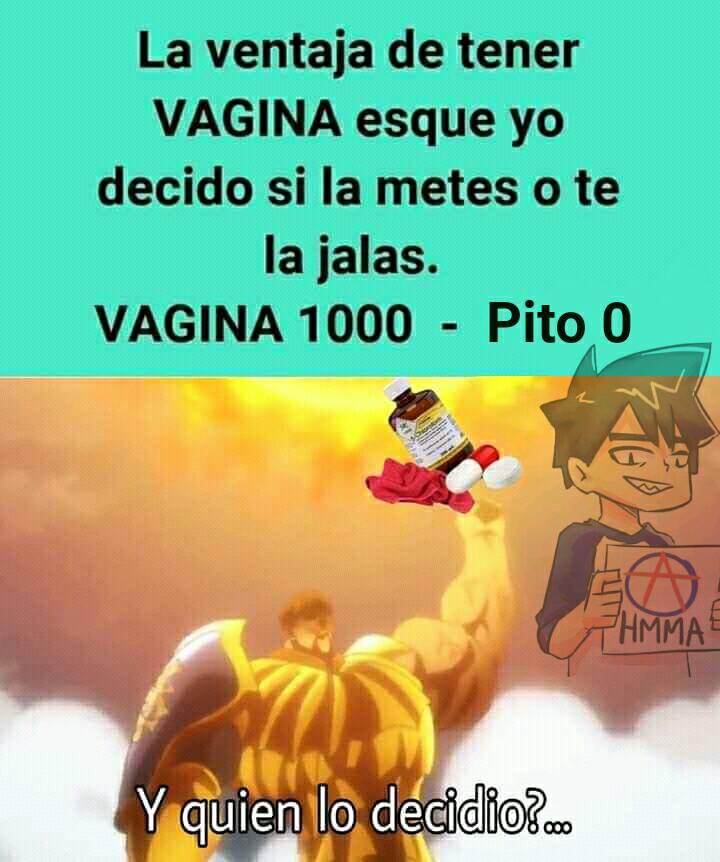 La ventaja de tener
VAGINA esque yo
decido si la metes o te
la jalas.
VAGINA 1000 - Pito 0
HMMA
Y quien lo decidio?...